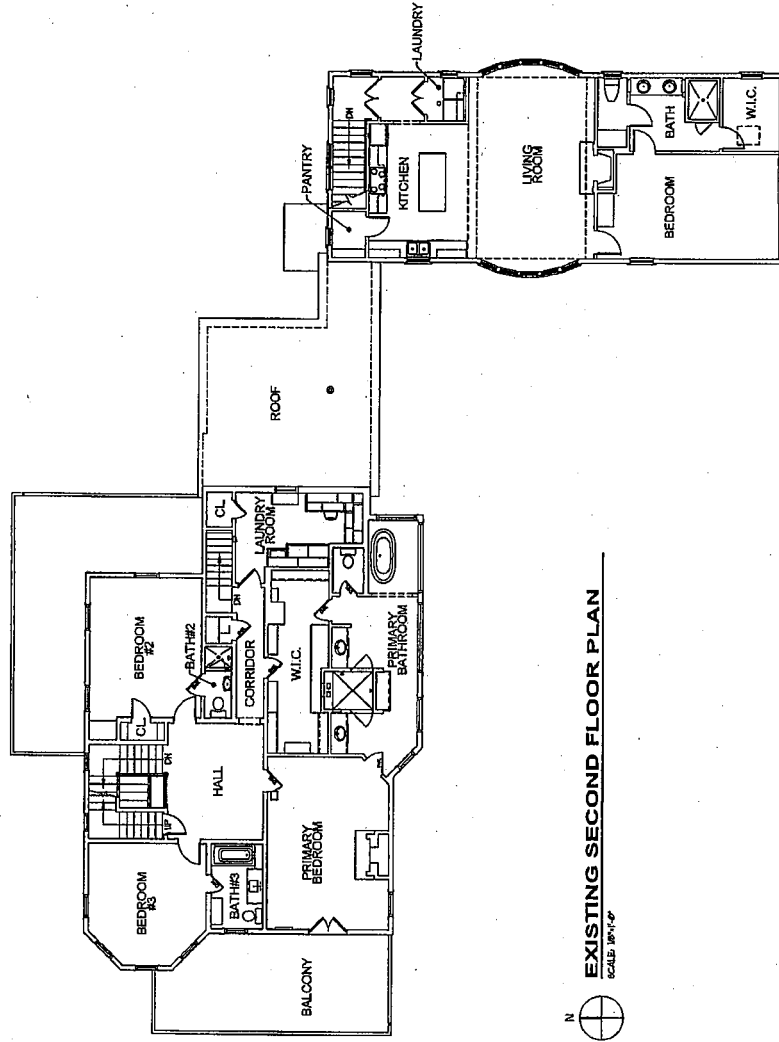 BALCONY
BEDROOM
#3
BATH#3
PRIMARY
BEDROOM
UP
DN
HALL
CL
BEDROOM
#2
BATH#2
CORRIDOR
L
W.I.C.
PRIMARY
BATHROOM
DN
CL
LAUNDRY
ROOM
ROOF
PANTRY
DN
LAUNDRY
KITCHEN
LIVING
ROOM
BEDROOM
BATH
W.I.C.
N
EXISTING SECOND FLOOR PLAN